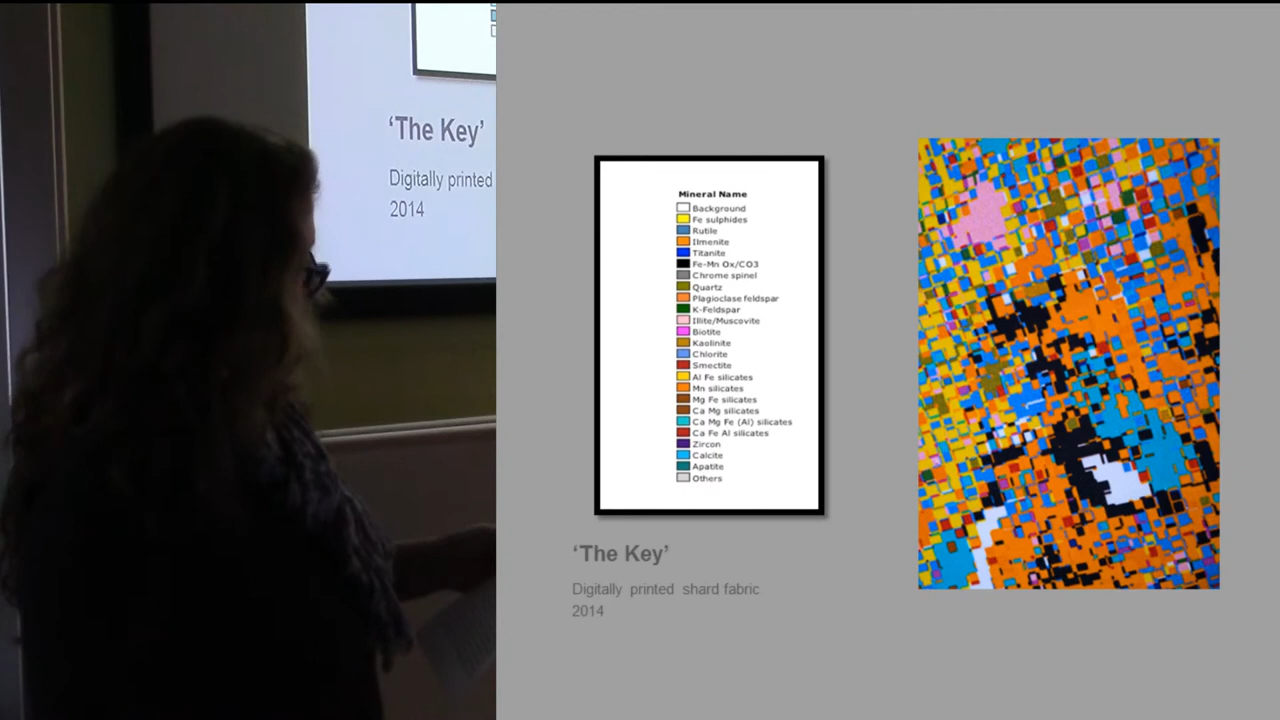 ‘The Key’
Digitally printed
2014
Mineral Name
Background
Fe sulphides
Rutile
Ilmenite
Titanite
Fe-Mn Ox/CO3
Chrome spinel
Quartz
Plagioclase feldspar
K-Feldspar
Illite/Muscovite
Biotite
Kaolinite
Chlorite
Smectite
Al Fe silicates
Mn silicates
Mg Fe silicates
Ca Mg silicates
Ca Mg Fe (Al) silicates
Ca Fe Al silicates
Zircon
Calcite
Apatite
Others
‘The Key’
Digitally printed shard fabric
2014